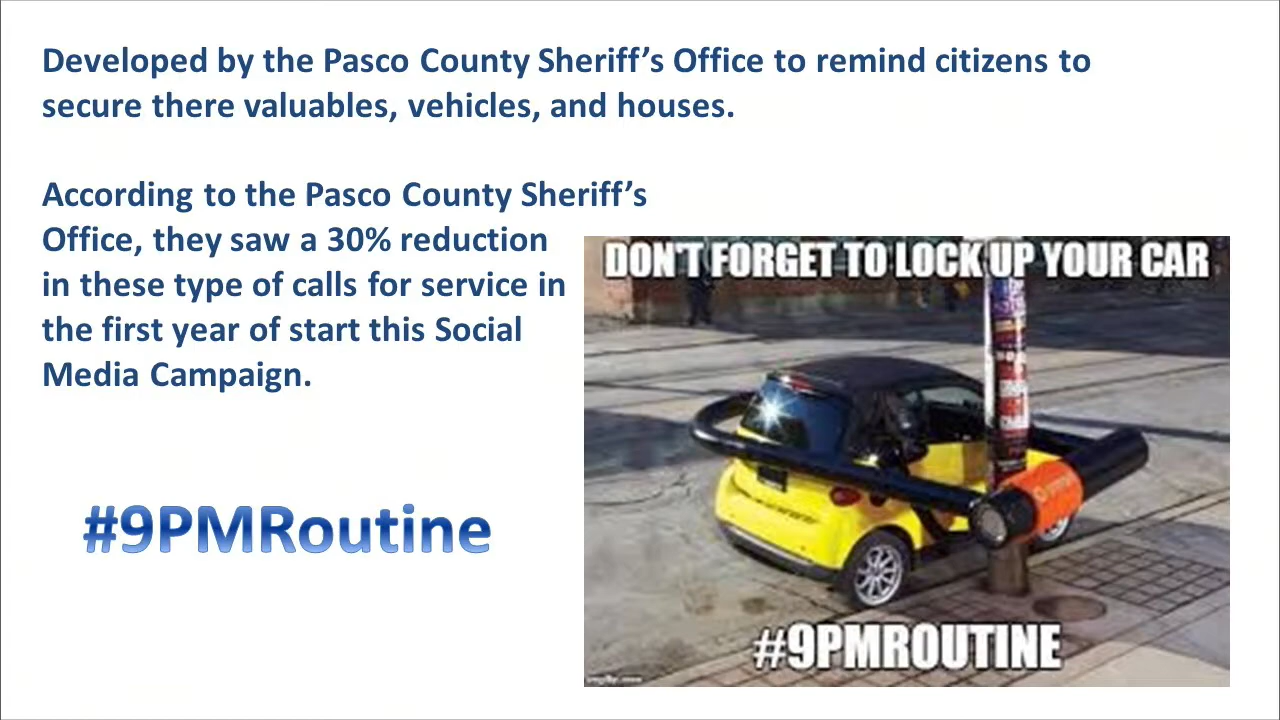 Developed by the Pasco County Sheriff’s Office to remind citizens to
secure there valuables, vehicles, and houses.
According to the Pasco County Sheriff’s
Office, they saw a 30% reduction
in these type of calls for service in
the first year of start this Social
Media Campaign.
#9PMRoutine
DON'T FORGET TO LOCK UP YOUR CAR
#9PMROUTINE
imgflip.com